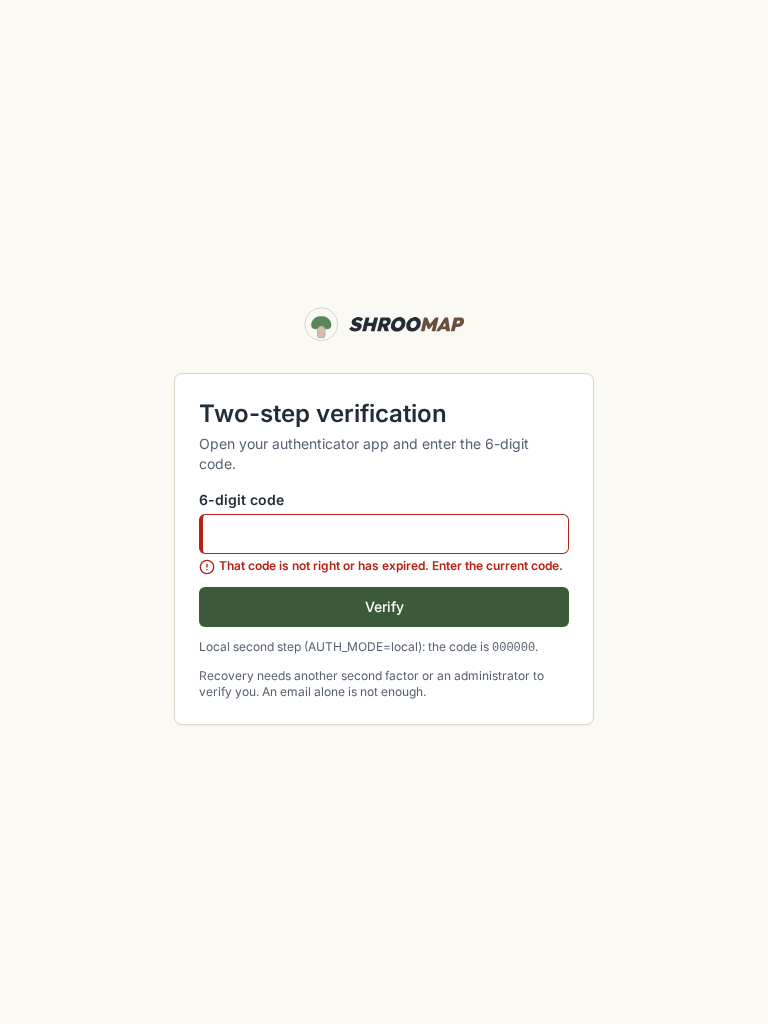 SHROOMAP
Two-step verification
Open your authenticator app and enter the 6-digit
code.
6-digit code
That code is not right or has expired. Enter the current code.
Verify
Local second step (AUTH_MODE=local): the code is 000000.
Recovery needs another second factor or an administrator to
verify you. An email alone is not enough.